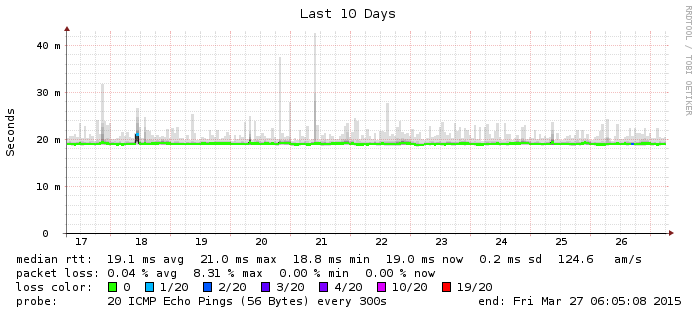 Last 10 Days
RRDTOOL / TOBI OETIKER
Seconds
40 m
30 m
20 m
10 m
0
17 18 19 20 21 22 23 24 25 26
median rtt: 19.1 ms avg 21.0 ms max 18.8 ms min 19.0 ms now 0.2 ms sd 124.6 am/s
packet loss: 0.04 % avg 8.31 % max 0.00 % min 0.00 % now
loss color: 0 1/20 2/20 3/20 4/20 10/20 19/20
probe: 20 ICMP Echo Pings (56 Bytes) every 300s end: Fri Mar 27 06:05:08 2015